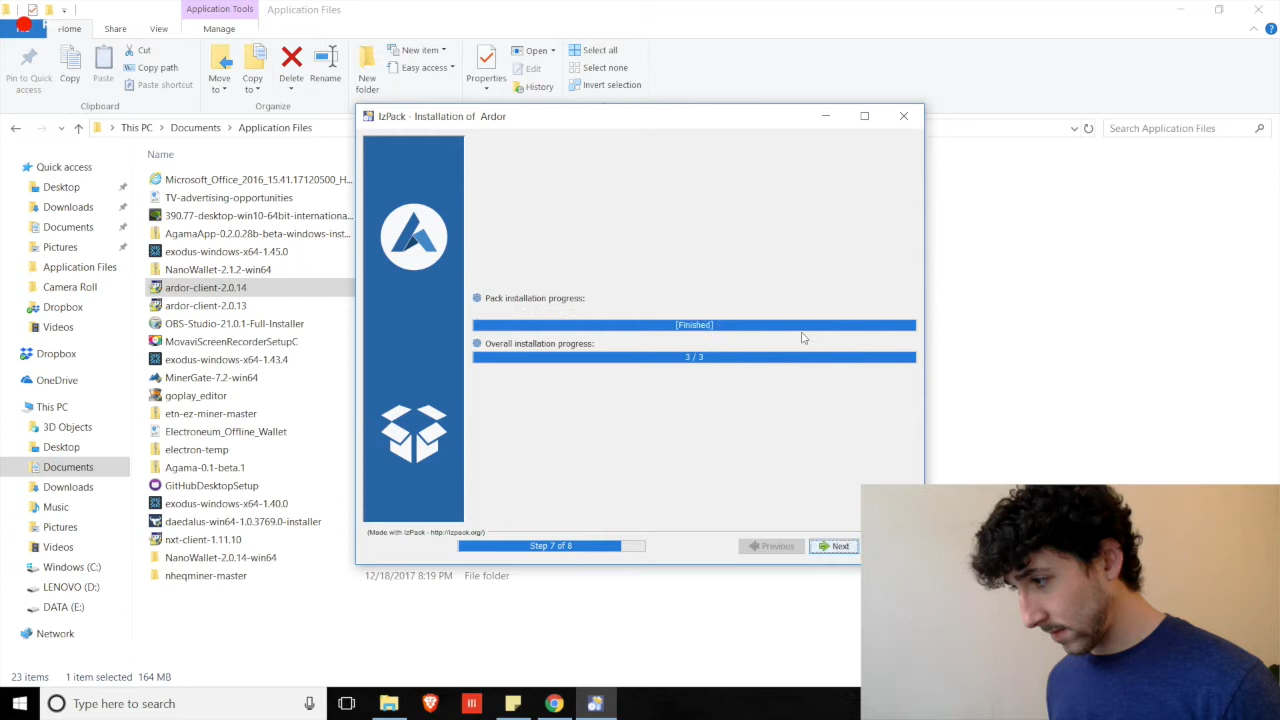 Application Tools
Application Files
Home
Share
View
Manage
Pin to Quick access
Copy
Paste
Cut
Copy path
Paste shortcut
Clipboard
Move to
Copy to
Delete
Rename
Organize
New folder
New item
Easy access
Properties
Open
Edit
History
Select all
Select none
Invert selection
This PC > Documents > Application Files
Search Application Files
Name
Quick access
Desktop
Downloads
Documents
Pictures
Application Files
Camera Roll
Dropbox
Videos
Dropbox
OneDrive
This PC
3D Objects
Desktop
Documents
Downloads
Music
Pictures
Videos
Windows (C:)
LENOVO (D:)
DATA (E:)
Network
Microsoft_Office_2016_15.41.17120500_H...
TV-advertising-opportunities
390.77-desktop-win10-64bit-internationa...
AgamaApp-0.2.0.28b-beta-windows-inst...
exodus-windows-x64-1.45.0
NanoWallet-2.1.2-win64
ardor-client-2.0.14
ardor-client-2.0.13
OBS-Studio-21.0.1-Full-Installer
MovaviScreenRecorderSetupC
exodus-windows-x64-1.43.4
MinerGate-7.2-win64
goplay_editor
etn-ez-miner-master
Electroneum_Offline_Wallet
electron-temp
Agama-0.1-beta.1
GitHubDesktopSetup
exodus-windows-x64-1.40.0
daedalus-win64-1.0.3769.0-installer
nxt-client-1.11.10
NanoWallet-2.0.14-win64
nheqminer-master
12/18/2017 8:19 PM File folder
IzPack - Installation of Ardor
Pack installation progress:
[Finished]
Overall installation progress:
3 / 3
(Made with IzPack - http://izpack.org/)
Step 7 of 8
Previous
Next
23 items
1 item selected 164 MB
Type here to search